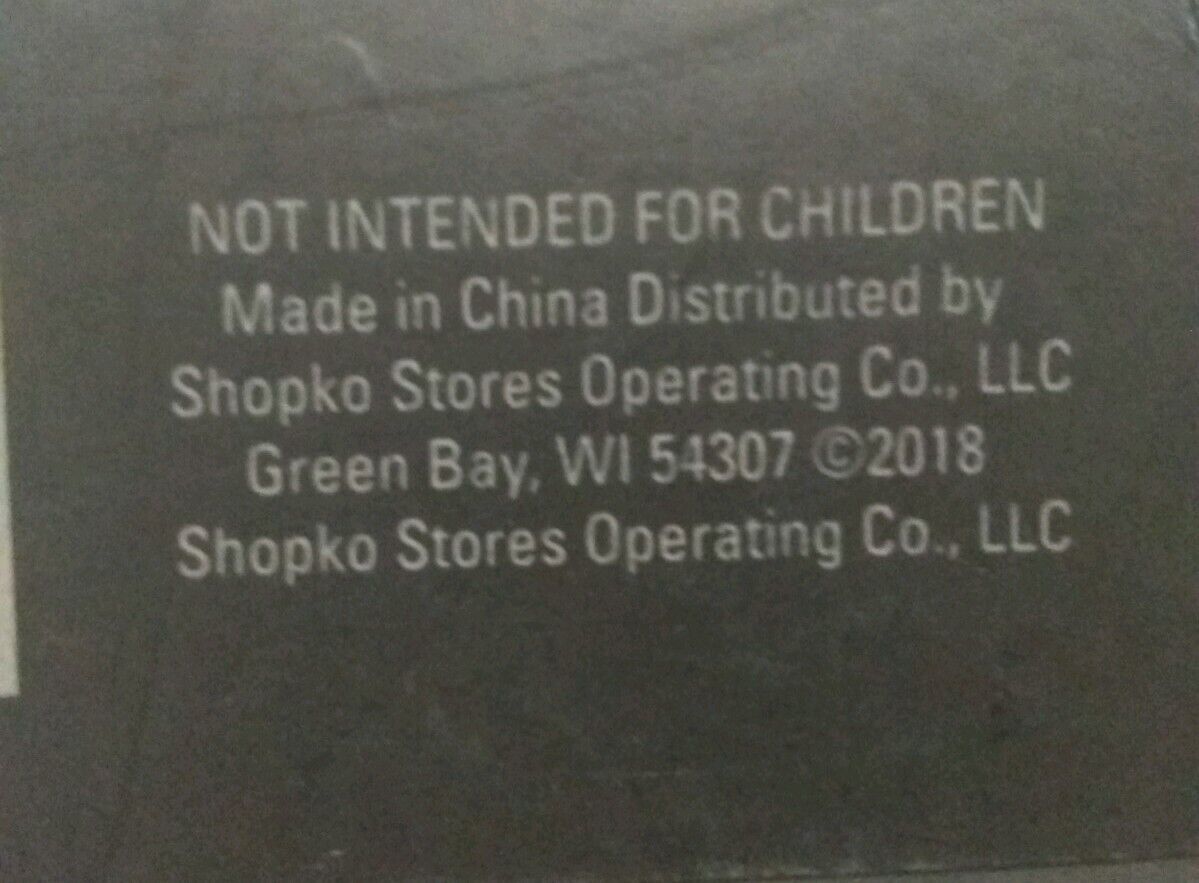 NOT INTENDED FOR CHILDREN
Made in China Distributed by
Shopko Stores Operating Co., LLC
Green Bay, WI 54307 ©2018
Shopko Stores Operating Co., LLC